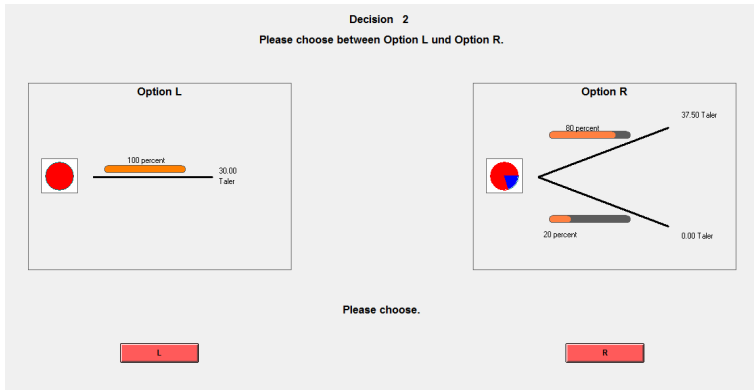 Decision 2
Please choose between Option L und Option R.
Option L
100 percent
30.00
Taler
Option R
80 percent
37.50 Taler
20 percent
0.00 Taler
Please choose.
L
R